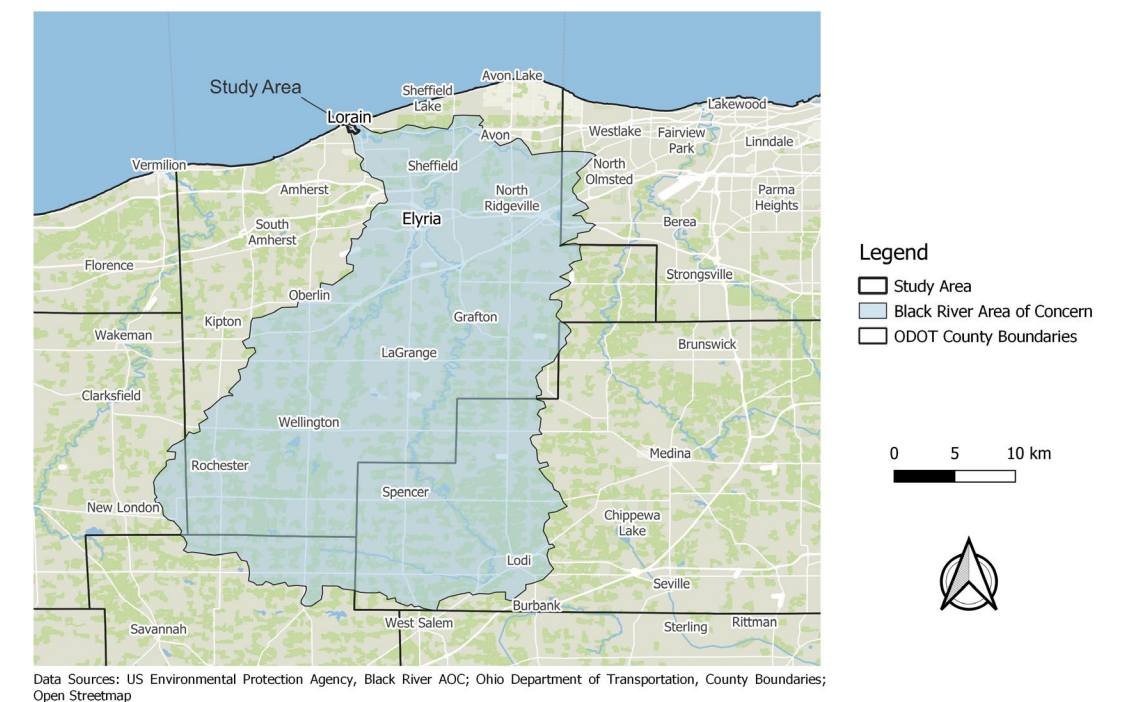 Avon Lake
Study Area
Sheffield
Lake
Lakewood
Lorain
Avon
Westlake
Fairview
Park
Linndale
Vermilion
Sheffield
North
Olmsted
Amherst
North
Ridgeville
Parma
Heights
Elyria
South
Amherst
Berea
Legend
Florence
Strongsville
Study Area
Oberlin
Black River Area of Concern
Kipton
Grafton
Wakeman
ODOT County Boundaries
LaGrange
Brunswick
Clarksfield
Wellington
Medina
0 5 10 km
Rochester
Spencer
New London
Chippewa
Lake
Lodi
Seville
Burbank
Savannah
West Salem
Sterling
Rittman
Data Sources: US Environmental Protection Agency, Black River AOC; Ohio Department of Transportation, County Boundaries;
Open Streetmap